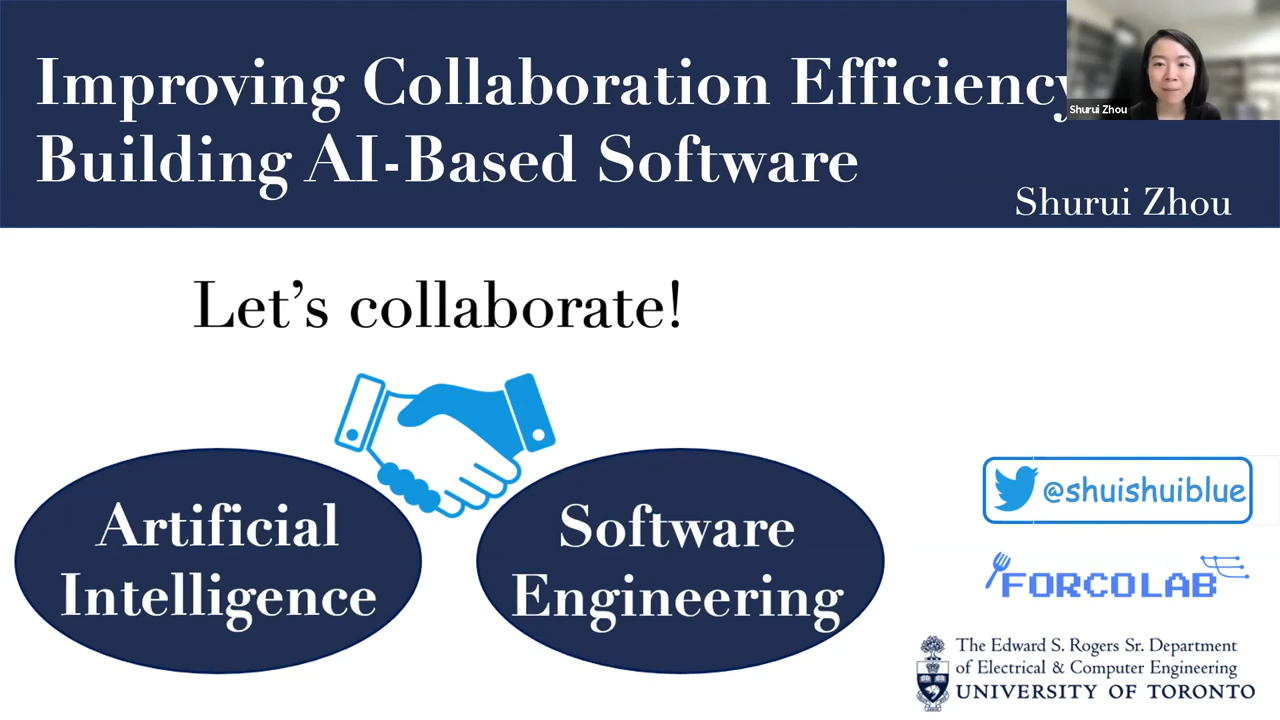 Improving Collaboration Efficiency
Building AI-Based Software
Shurui Zhou
Shurui Zhou
Let's collaborate!
Artificial
Intelligence
Software
Engineering
@shuishuiblue
FORCOLAB
The Edward S. Rogers Sr. Department
of Electrical & Computer Engineering
UNIVERSITY OF TORONTO